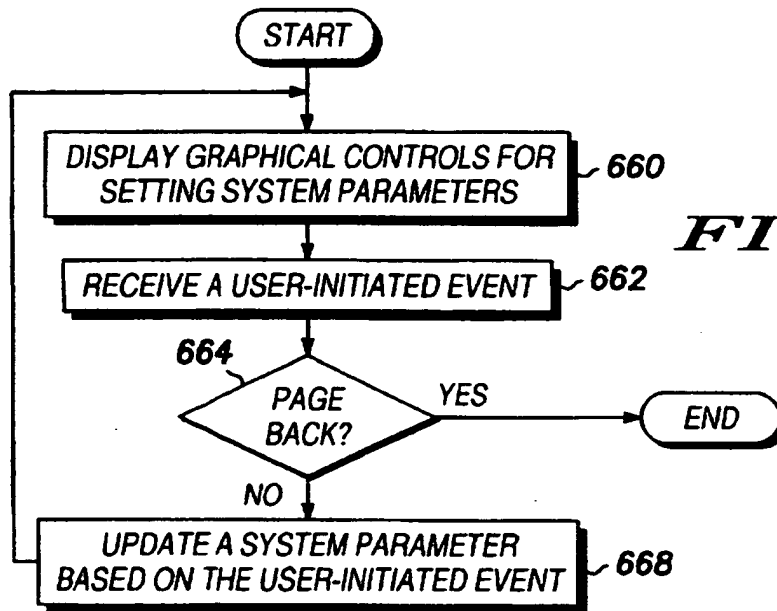 START
DISPLAY GRAPHICAL CONTROLS FOR
SETTING SYSTEM PARAMETERS
660
FI
RECEIVE A USER-INITIATED EVENT
662
664
PAGE
BACK?
YES
END
NO
UPDATE A SYSTEM PARAMETER
BASED ON THE USER-INITIATED EVENT
668